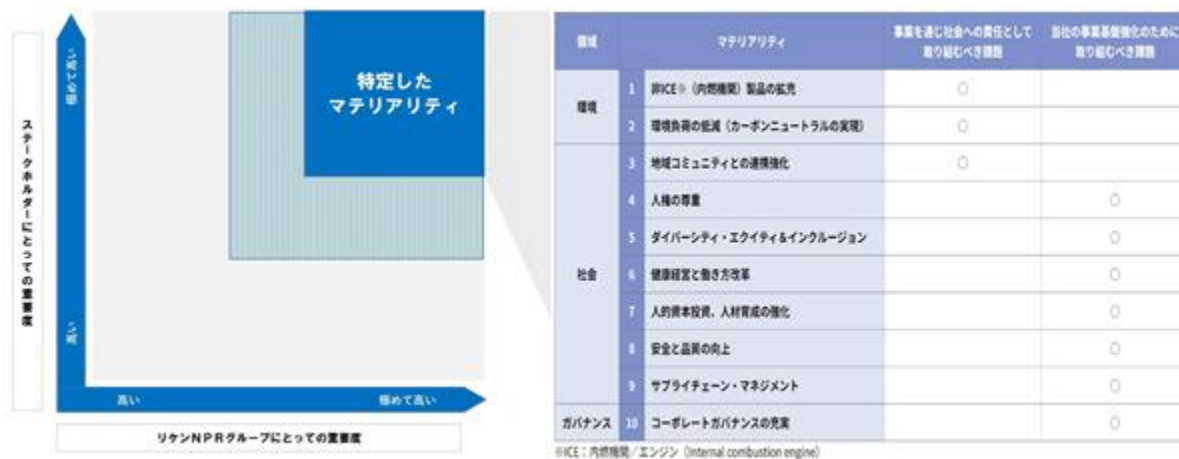 ステークホルダーにとっての重要度
極めて高い
高い
特定した
マテリアリティ
高い
極めて高い
リケンNPRグループにとっての重要度
領域
マテリアリティ
事業を通じ社会への責任として
取り組むべき課題
当社の事業基盤強化のために
取り組むべき課題
環境
1 非ICE※(内燃機関)製品の拡充 ○
2 環境負荷の低減(カーボンニュートラルの実現) ○
社会
3 地域コミュニティとの連携強化 ○
4 人権の尊重 ○
5 ダイバーシティ・エクイティ&インクルージョン ○
6 健康経営と働き方改革 ○
7 人的資本投資、人材育成の強化 ○
8 安全と品質の向上 ○
9 サプライチェーン・マネジメント ○
ガバナンス
10 コーポレートガバナンスの充実 ○
※ICE:内燃機関/エンジン(Internal combustion engine)